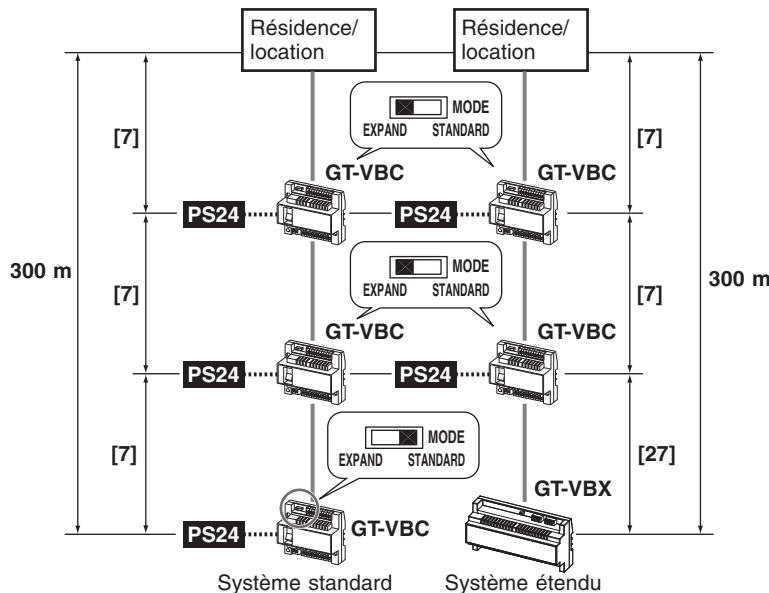 Résidence/
location
Résidence/
location
[7]
[7]
MODE
EXPAND STANDARD
GT-VBC
GT-VBC
PS24
PS24
300 m
300 m
MODE
EXPAND STANDARD
[7]
[7]
GT-VBC
GT-VBC
PS24
PS24
MODE
EXPAND STANDARD
[7]
[27]
GT-VBX
PS24
GT-VBC
Système standard
Système étendu